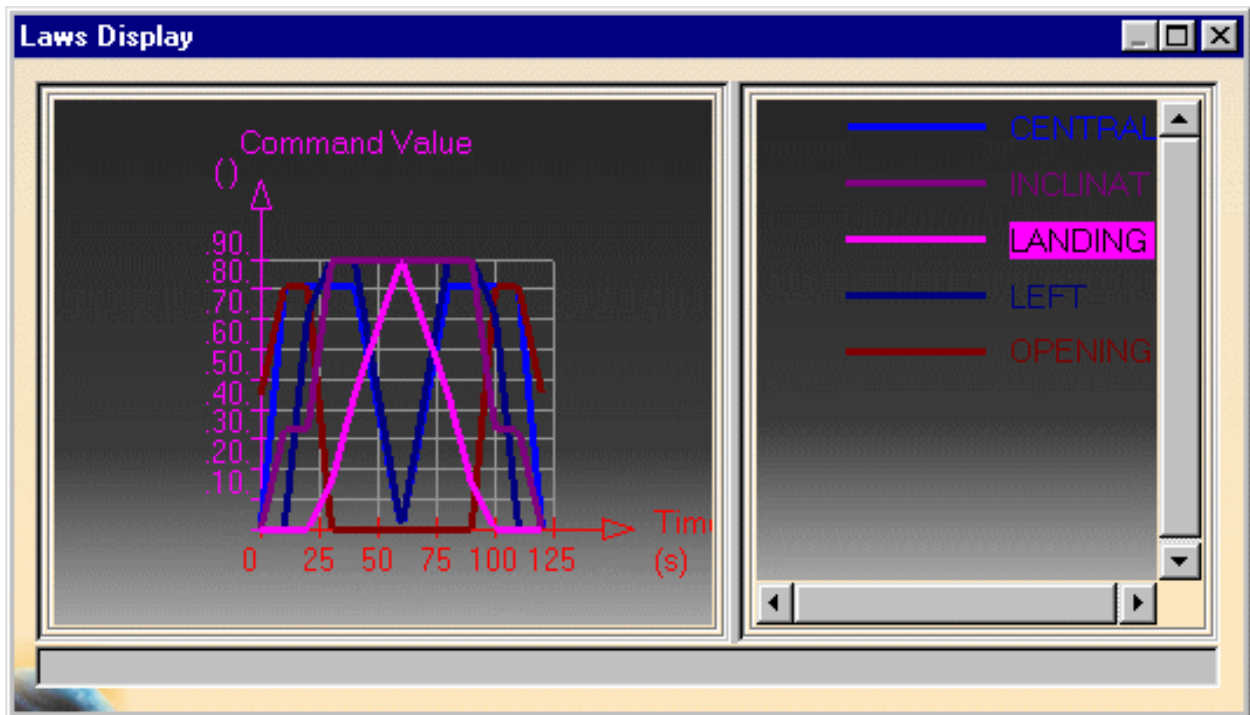 Laws Display
Command Value
()
.90.
.80.
.70.
.60.
.50.
.40.
.30.
.20.
.10.
0 25 50 75 100 125
Tim
(s)
CENTRAL
INCLINAT
LANDING
LEFT
OPENING